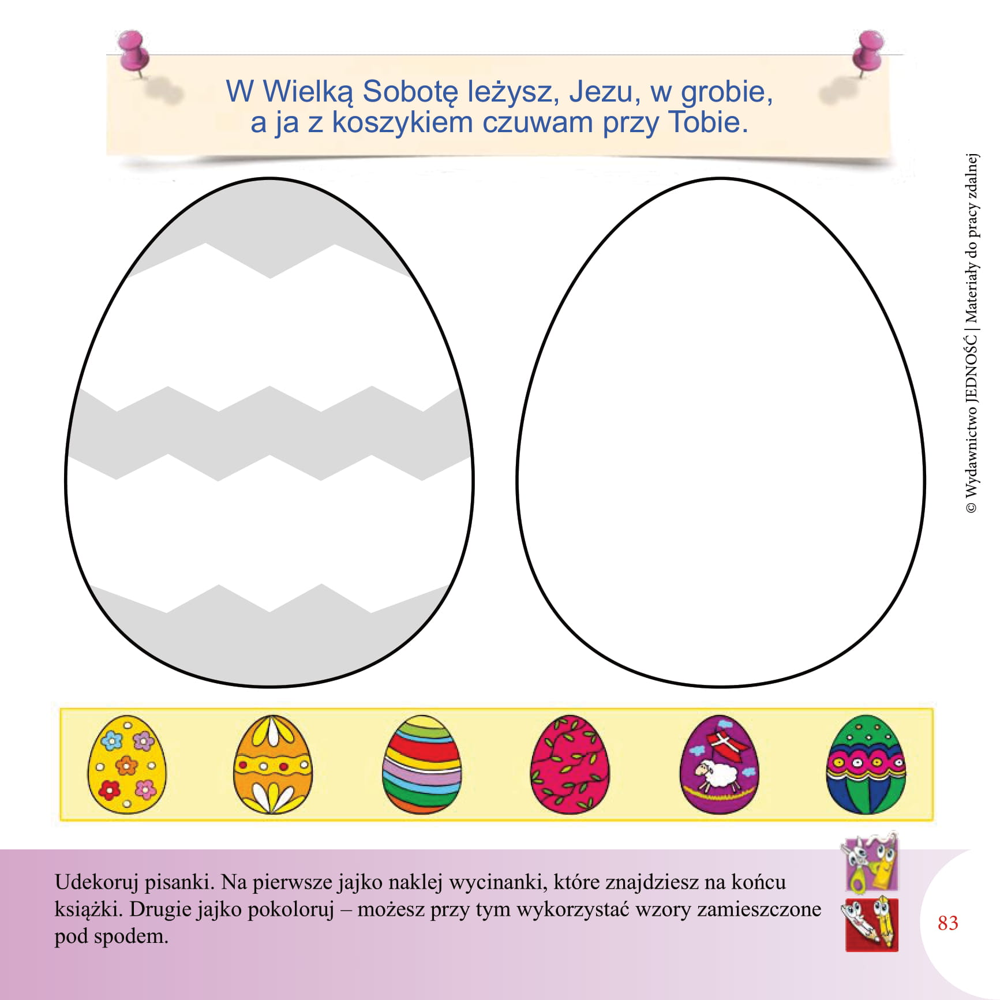 W Wielką Sobotę leżysz, Jezu, w grobie,
a ja z koszykiem czuwam przy Tobie.
© Wydawnictwo JEDNOŚĆ | Materiały do pracy zdalnej
Udekoruj pisanki. Na pierwsze jajko naklej wycinanki, które znajdziesz na końcu
książki. Drugie jajko pokoloruj – możesz przy tym wykorzystać wzory zamieszczone
pod spodem.
83